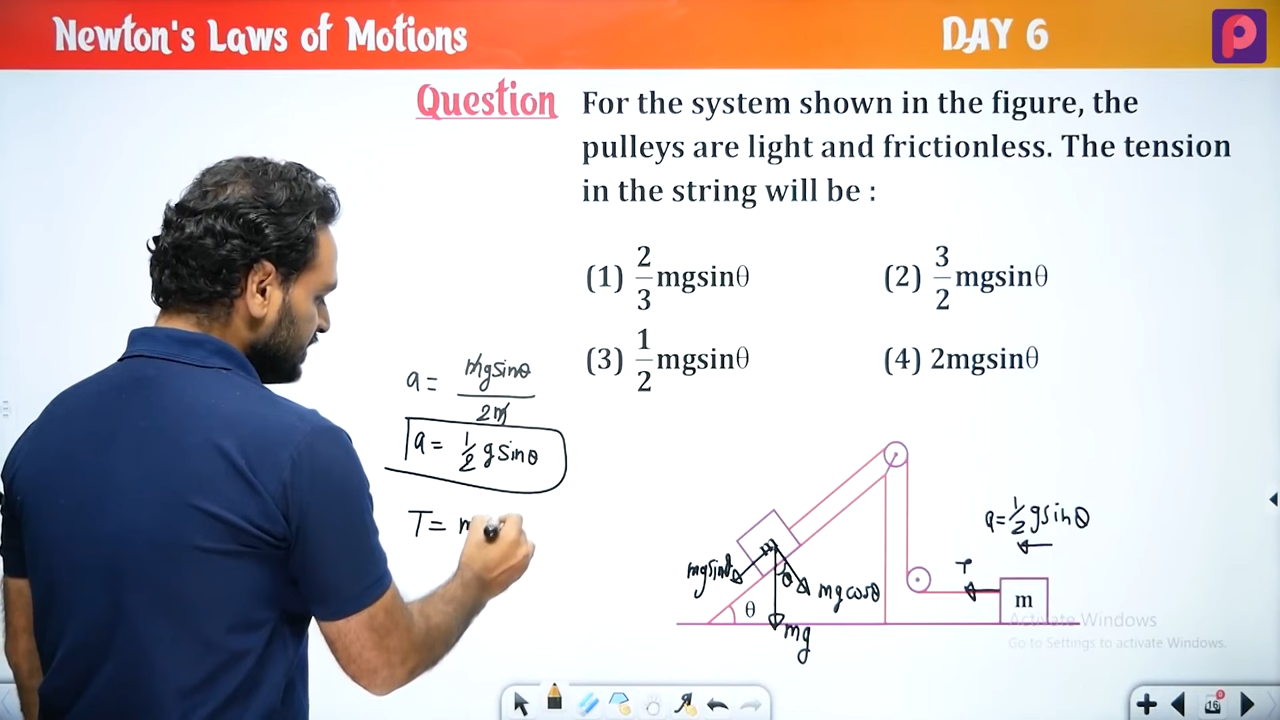 Newton's Laws of Motions
DAY 6
Question
For the system shown in the figure, the
pulleys are light and frictionless. The tension
in the string will be :
(1) 2/3 mgsinθ
(2) 3/2 mgsinθ
(3) 1/2 mgsinθ
(4) 2mgsinθ
a = mgsinθ/2m
a = 1/2 gsinθ
T = m
a = 1/2 gsinθ
T
m
m
mgsinθ
θ
mgcosθ
θ
mg
Activate Windows
Go to Settings to activate Windows.
16